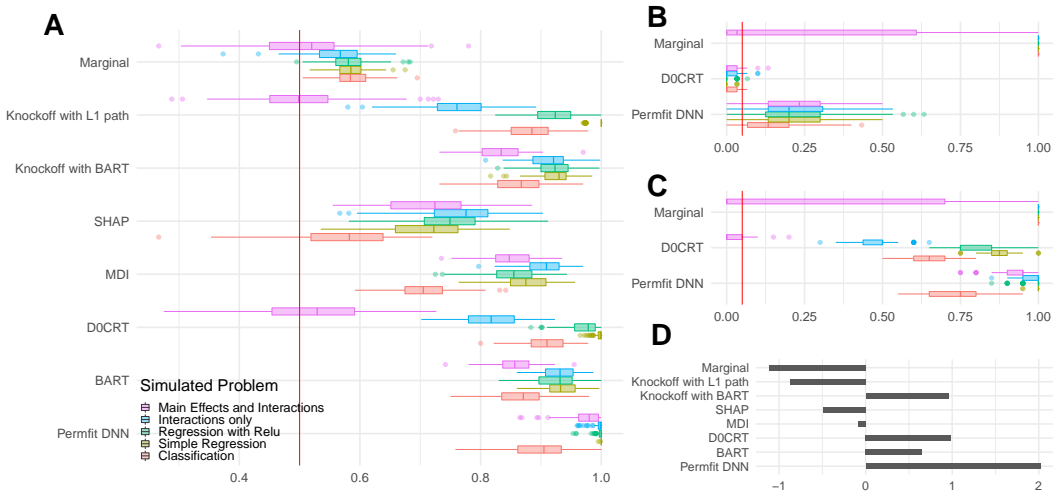 A
Marginal
Knockoff with L1 path
Knockoff with BART
SHAP
MDI
D0CRT
BART
Permfit DNN
Simulated Problem
Main Effects and Interactions
Interactions only
Regression with Relu
Simple Regression
Classification
0.4
0.6
0.8
1.0
B
Marginal
D0CRT
Permfit DNN
0.00
0.25
0.50
0.75
1.00
C
Marginal
D0CRT
Permfit DNN
0.00
0.25
0.50
0.75
1.00
D
Marginal
Knockoff with L1 path
Knockoff with BART
SHAP
MDI
D0CRT
BART
Permfit DNN
−1
0
1
2